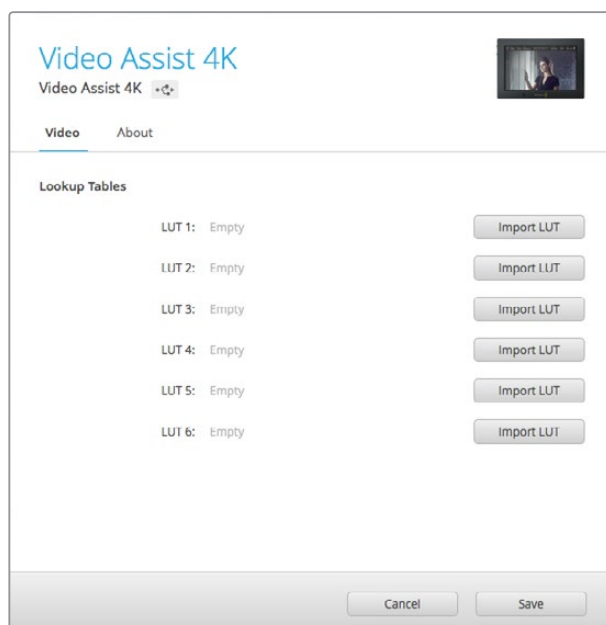 Video Assist 4K
Video Assist 4K
Video About
Lookup Tables
LUT 1: Empty Import LUT
LUT 2: Empty Import LUT
LUT 3: Empty Import LUT
LUT 4: Empty Import LUT
LUT 5: Empty Import LUT
LUT 6: Empty Import LUT
Cancel Save